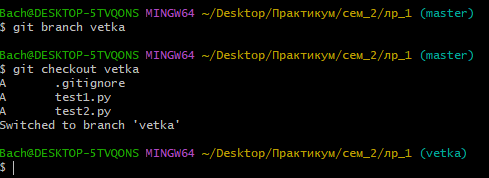 Bach@DESKTOP-5TVQONS MINGW64 ~/Desktop/Практикум/сем_2/лр_1 (master)
$ git branch vetka
Bach@DESKTOP-5TVQONS MINGW64 ~/Desktop/Практикум/сем_2/лр_1 (master)
$ git checkout vetka
A       .gitignore
A       test1.py
A       test2.py
Switched to branch 'vetka'
Bach@DESKTOP-5TVQONS MINGW64 ~/Desktop/Практикум/сем_2/лр_1 (vetka)
$